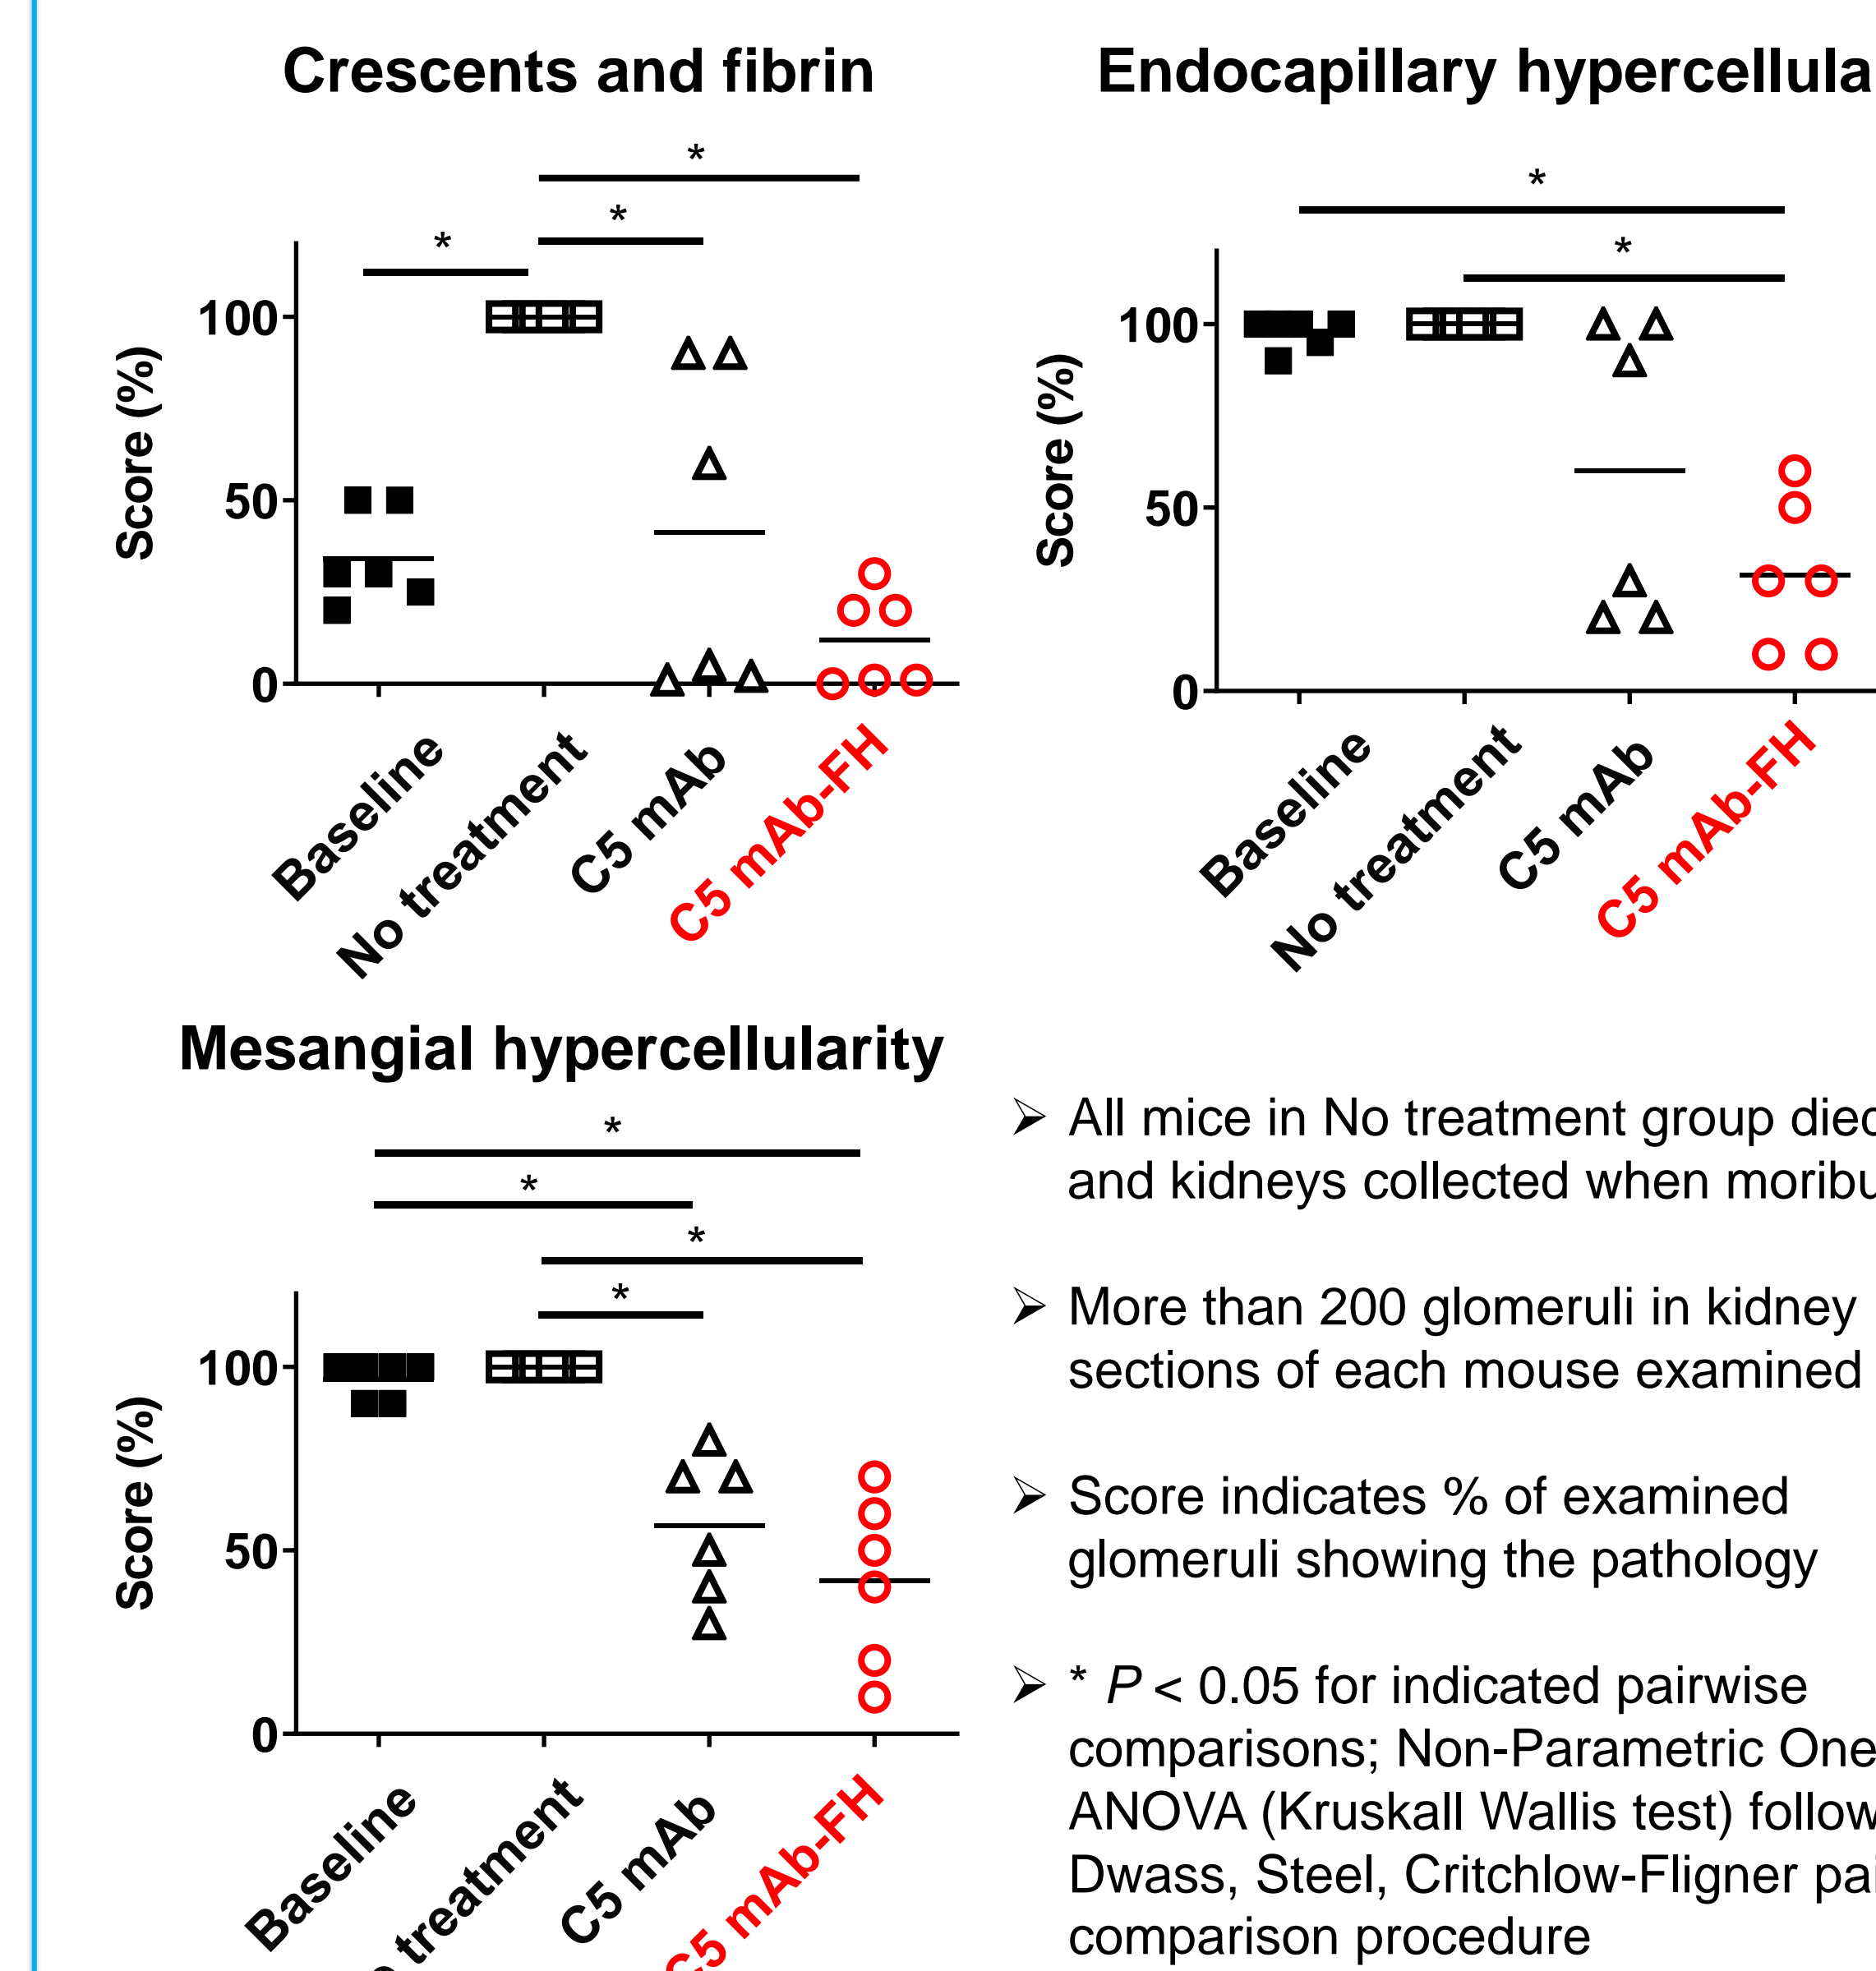 Crescents and fibrin
*
*
*
Score (%)
100
50
0
Baseline
No treatment
C5 mAb
C5 mAb-FH
Endocapillary hypercellula
*
*
Score (%)
100
50
0
Baseline
No treatment
C5 mAb
C5 mAb-FH
Mesangial hypercellularity
*
*
*
*
Score (%)
100
50
0
Baseline
treatment
C5 mAb
C5 mAb-FH
➢ All mice in No treatment group died
and kidneys collected when moribu
➢ More than 200 glomeruli in kidney
sections of each mouse examined
➢ Score indicates % of examined
glomeruli showing the pathology
➢ * P < 0.05 for indicated pairwise
comparisons; Non-Parametric One
ANOVA (Kruskall Wallis test) follow
Dwass, Steel, Critchlow-Fligner pai
comparison procedure